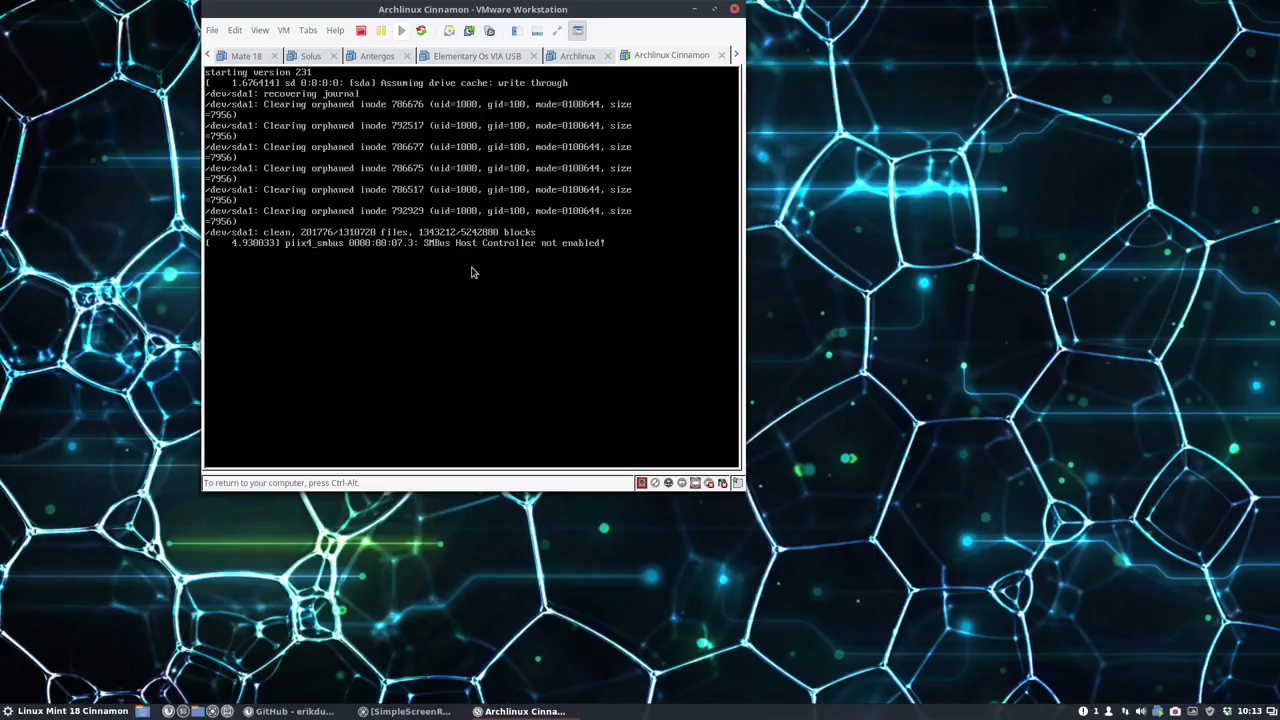 Archlinux Cinnamon - VMware Workstation
File Edit View VM Tabs Help
Mate 18 Solus Antergos Elementary Os VIA USB Archlinux Archlinux Cinnamon
starting version 231
[    1.676414] sd 0:0:0:0: [sda] Assuming drive cache: write through
/dev/sda1: recovering journal
/dev/sda1: Clearing orphaned inode 786676 (uid=1000, gid=100, mode=0100644, size
=7956)
/dev/sda1: Clearing orphaned inode 792517 (uid=1000, gid=100, mode=0100644, size
=7956)
/dev/sda1: Clearing orphaned inode 786677 (uid=1000, gid=100, mode=0100644, size
=7956)
/dev/sda1: Clearing orphaned inode 786675 (uid=1000, gid=100, mode=0100644, size
=7956)
/dev/sda1: Clearing orphaned inode 786517 (uid=1000, gid=100, mode=0100644, size
=7956)
/dev/sda1: Clearing orphaned inode 792929 (uid=1000, gid=100, mode=0100644, size
=7956)
/dev/sda1: clean, 201776/1310720 files, 1343212/5242880 blocks
[    4.930033] piix4_smbus 0000:00:07.3: SMBus Host Controller not enabled!
To return to your computer, press Ctrl-Alt.
Linux Mint 18 Cinnamon GitHub - erikdu... [SimpleScreenR... Archlinux Cinna... 1 10:13